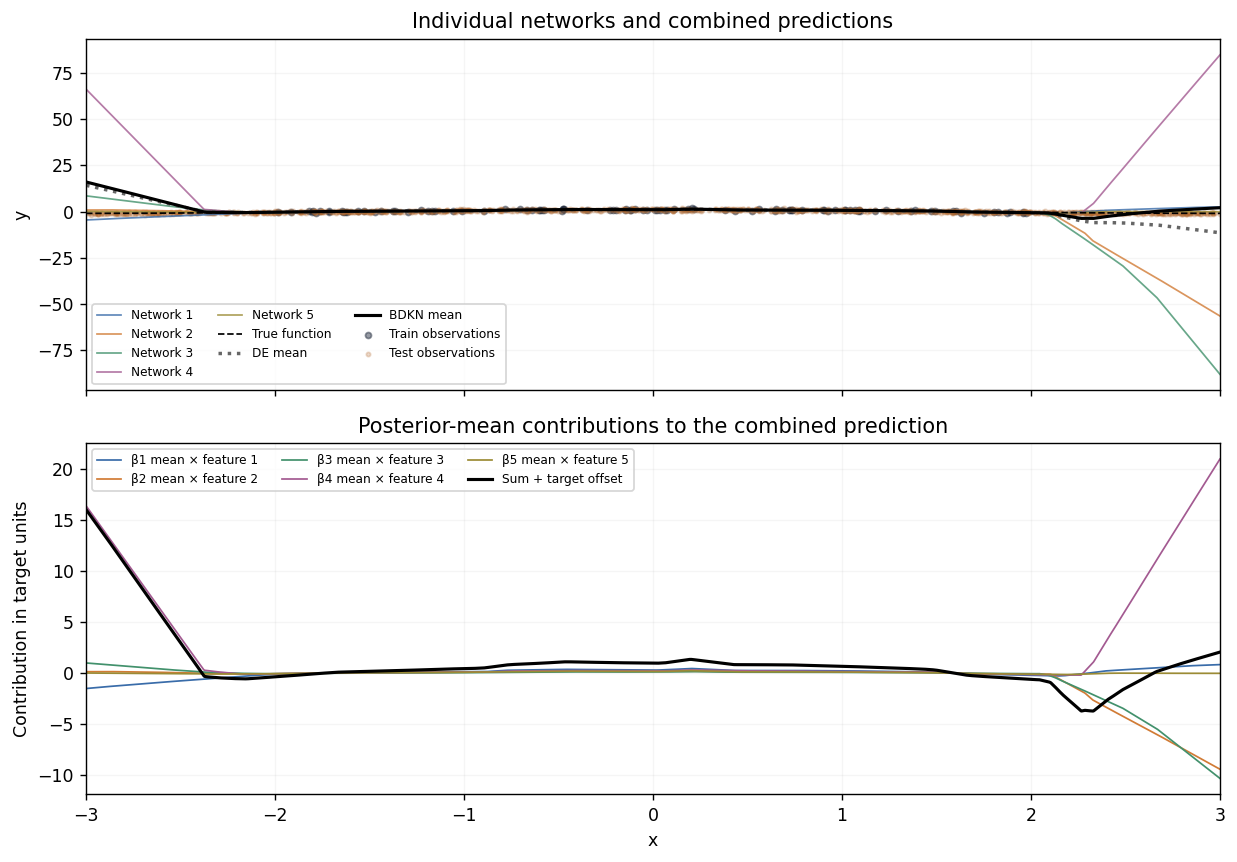 Individual networks and combined predictions
75
50
25
0
−25
−50
−75
y
Network 1
Network 2
Network 3
Network 4
Network 5
True function
DE mean
BDKN mean
Train observations
Test observations
Posterior-mean contributions to the combined prediction
20
15
10
5
0
−5
−10
Contribution in target units
β1 mean × feature 1
β2 mean × feature 2
β3 mean × feature 3
β4 mean × feature 4
β5 mean × feature 5
Sum + target offset
−3
−2
−1
0
1
2
3
x